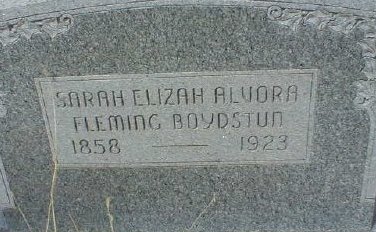 SARAH ELIZAH ALVORA
FLEMING BOYDSTUN
1858 — 1923